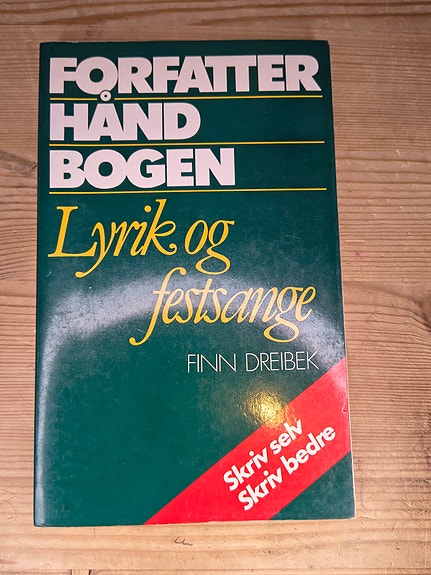 FORFATTER
HÅND
BOGEN
Lyrik og
festsange
FINN DREIBEK
Skriv selv
Skriv bedre